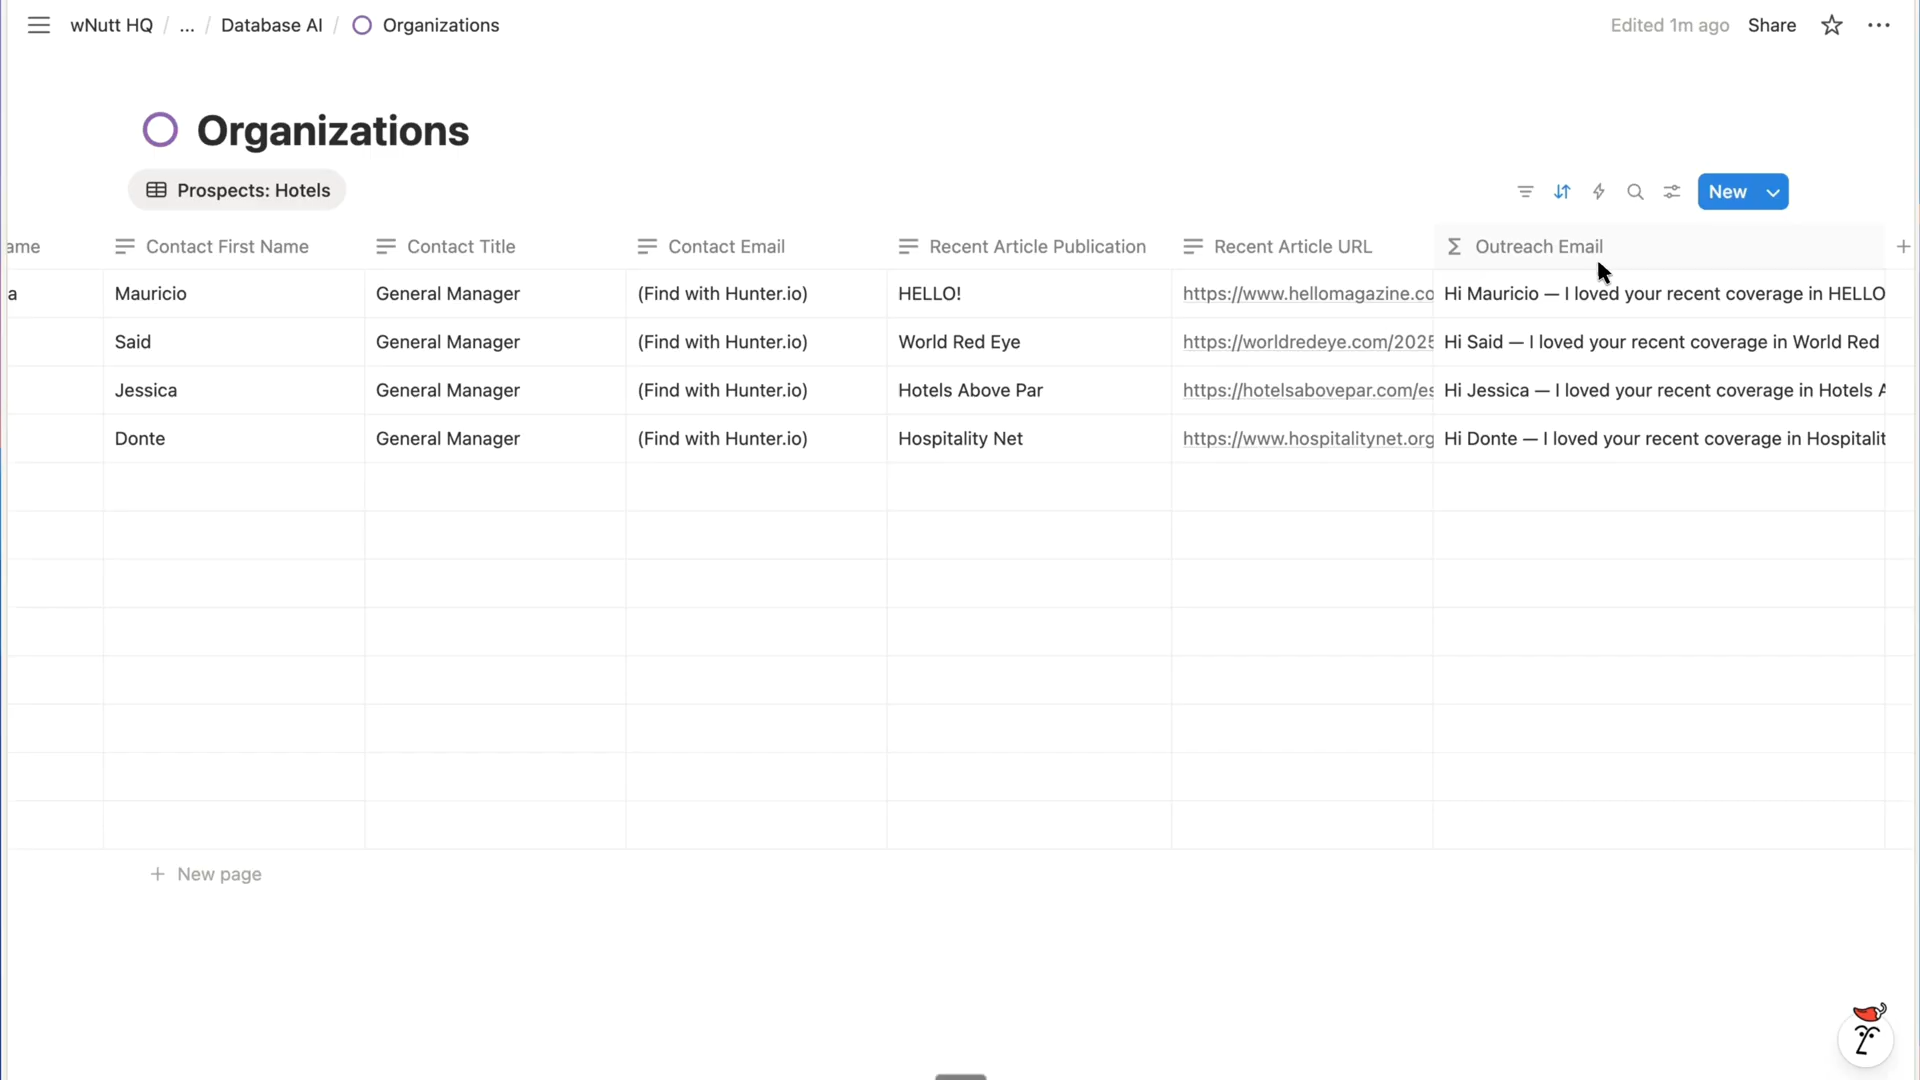 wNutt HQ / ... / Database AI / Organizations
Edited 1m ago Share
Organizations
Prospects: Hotels
New
ame Contact First Name Contact Title Contact Email Recent Article Publication Recent Article URL Outreach Email
a Mauricio General Manager (Find with Hunter.io) HELLO! https://www.hellomagazine.co Hi Mauricio — I loved your recent coverage in HELLO
Said General Manager (Find with Hunter.io) World Red Eye https://worldredeye.com/2025 Hi Said — I loved your recent coverage in World Red
Jessica General Manager (Find with Hunter.io) Hotels Above Par https://hotelsabovepar.com/es Hi Jessica — I loved your recent coverage in Hotels A
Donte General Manager (Find with Hunter.io) Hospitality Net https://www.hospitalitynet.org Hi Donte — I loved your recent coverage in Hospitalit
+ New page